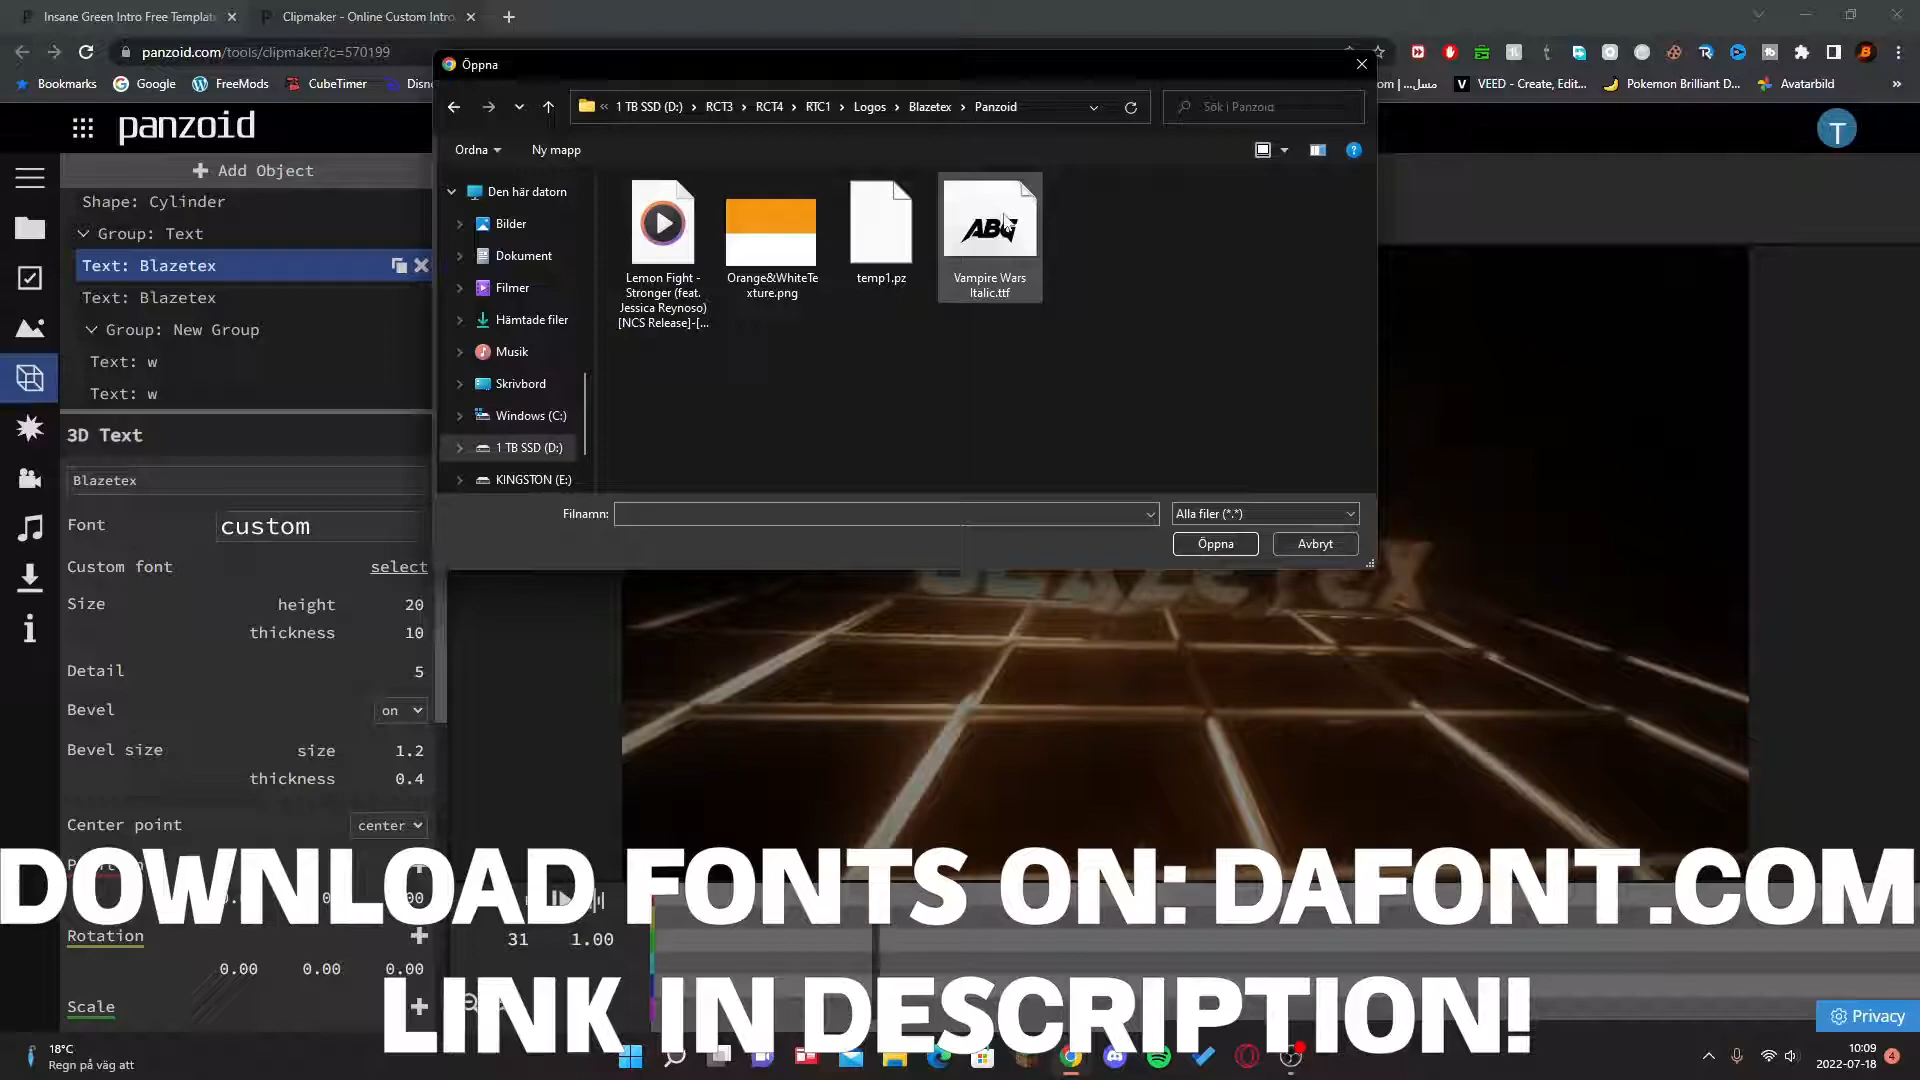 Insane Green Intro Free Templat
Clipmaker - Online Custom Intro
panzoid.com/tools/clipmaker?c=570199
Bookmarks
Google
FreeMods
CubeTimer
Disn
VEED - Create, Edit...
Pokemon Brilliant D...
Avatarbild
Öppna
1 TB SSD (D:)
RCT3
RCT4
RTC1
Logos
Blazetex
Panzoid
Sök i Panzoid
panzoid
T
Ordna
Ny mapp
Add Object
Shape: Cylinder
Group: Text
Text: Blazetex
Text: Blazetex
Group: New Group
Text: w
Text: w
Den här datorn
Bilder
Dokument
Filmer
Hämtade filer
Musik
Skrivbord
Windows (C:)
1 TB SSD (D:)
KINGSTON (E:)
Lemon Fight -
Stronger (feat.
Jessica Reynoso)
[NCS Release]-[...
Orange&WhiteTe
xture.png
temp1.pz
ABG
Vampire Wars
Italic.ttf
Filnamn:
Alla filer (*.*)
Öppna
Avbryt
3D Text
Blazetex
Font
custom
Custom font
select
Size
height
20
thickness
10
Detail
5
Bevel
on
Bevel size
size
1.2
thickness
0.4
Center point
center
DOWNLOAD FONTS ON: DAFONT.COM
LINK IN DESCRIPTION!
Rotation
31
1.00
0.00
0.00
0.00
Scale
Privacy
18°C
Regn på väg att
10:09
2022-07-18
4